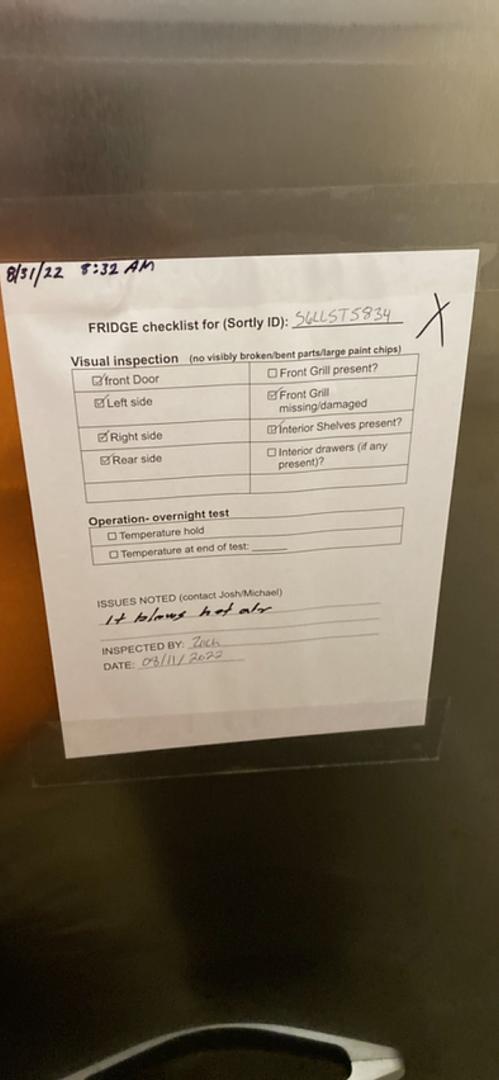 8/31/22 8:32 AM
FRIDGE checklist for (Sortly ID): SGLLST5834
X
Visual inspection (no visibly broken/bent parts/large paint chips)
☑ front Door
☐ Front Grill present?
☑ Left side
☑ Front Grill
missing/damaged
☑ Right side
☑ Interior Shelves present?
☑ Rear side
☐ Interior drawers (if any
present)?
Operation- overnight test
☐ Temperature hold
☐ Temperature at end of test:
ISSUES NOTED (contact Josh/Michael)
It blows hot air
INSPECTED BY: Zach
DATE: 08/11/2022